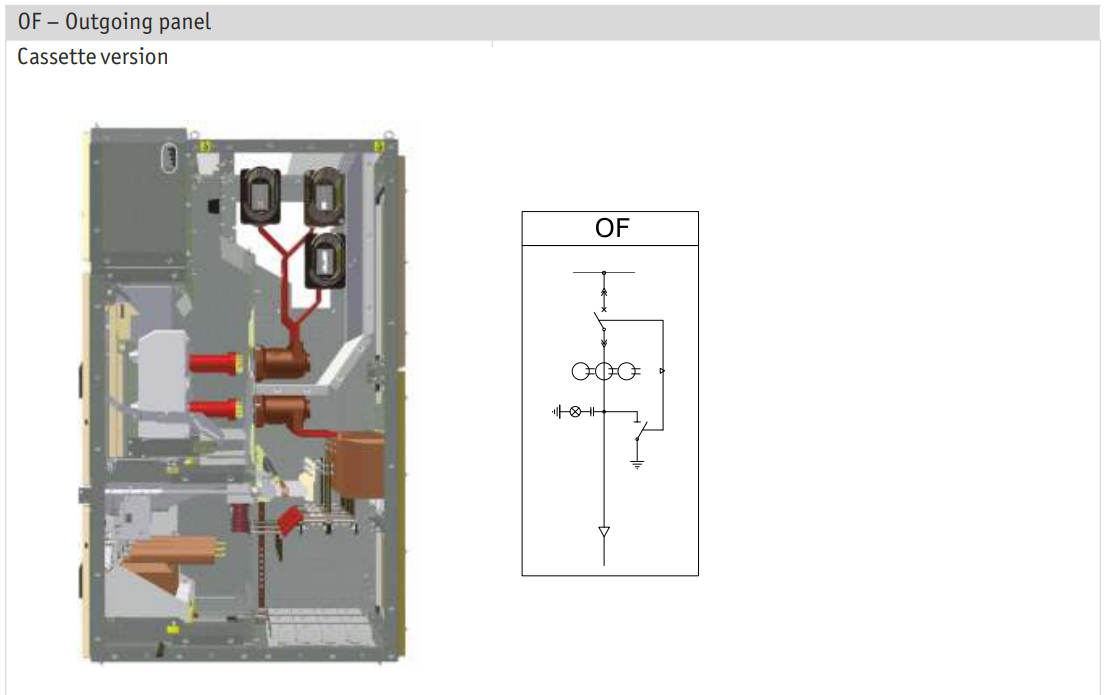 OF – Outgoing panel
Cassette version
OF